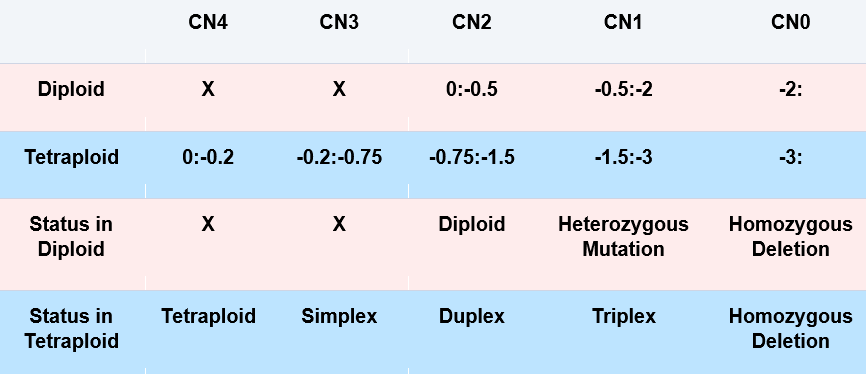 CN4 CN3 CN2 CN1 CN0
Diploid X X 0:-0.5 -0.5:-2 -2:
Tetraploid 0:-0.2 -0.2:-0.75 -0.75:-1.5 -1.5:-3 -3:
Status in Diploid X X Diploid Heterozygous Mutation Homozygous Deletion
Status in Tetraploid Tetraploid Simplex Duplex Triplex Homozygous Deletion